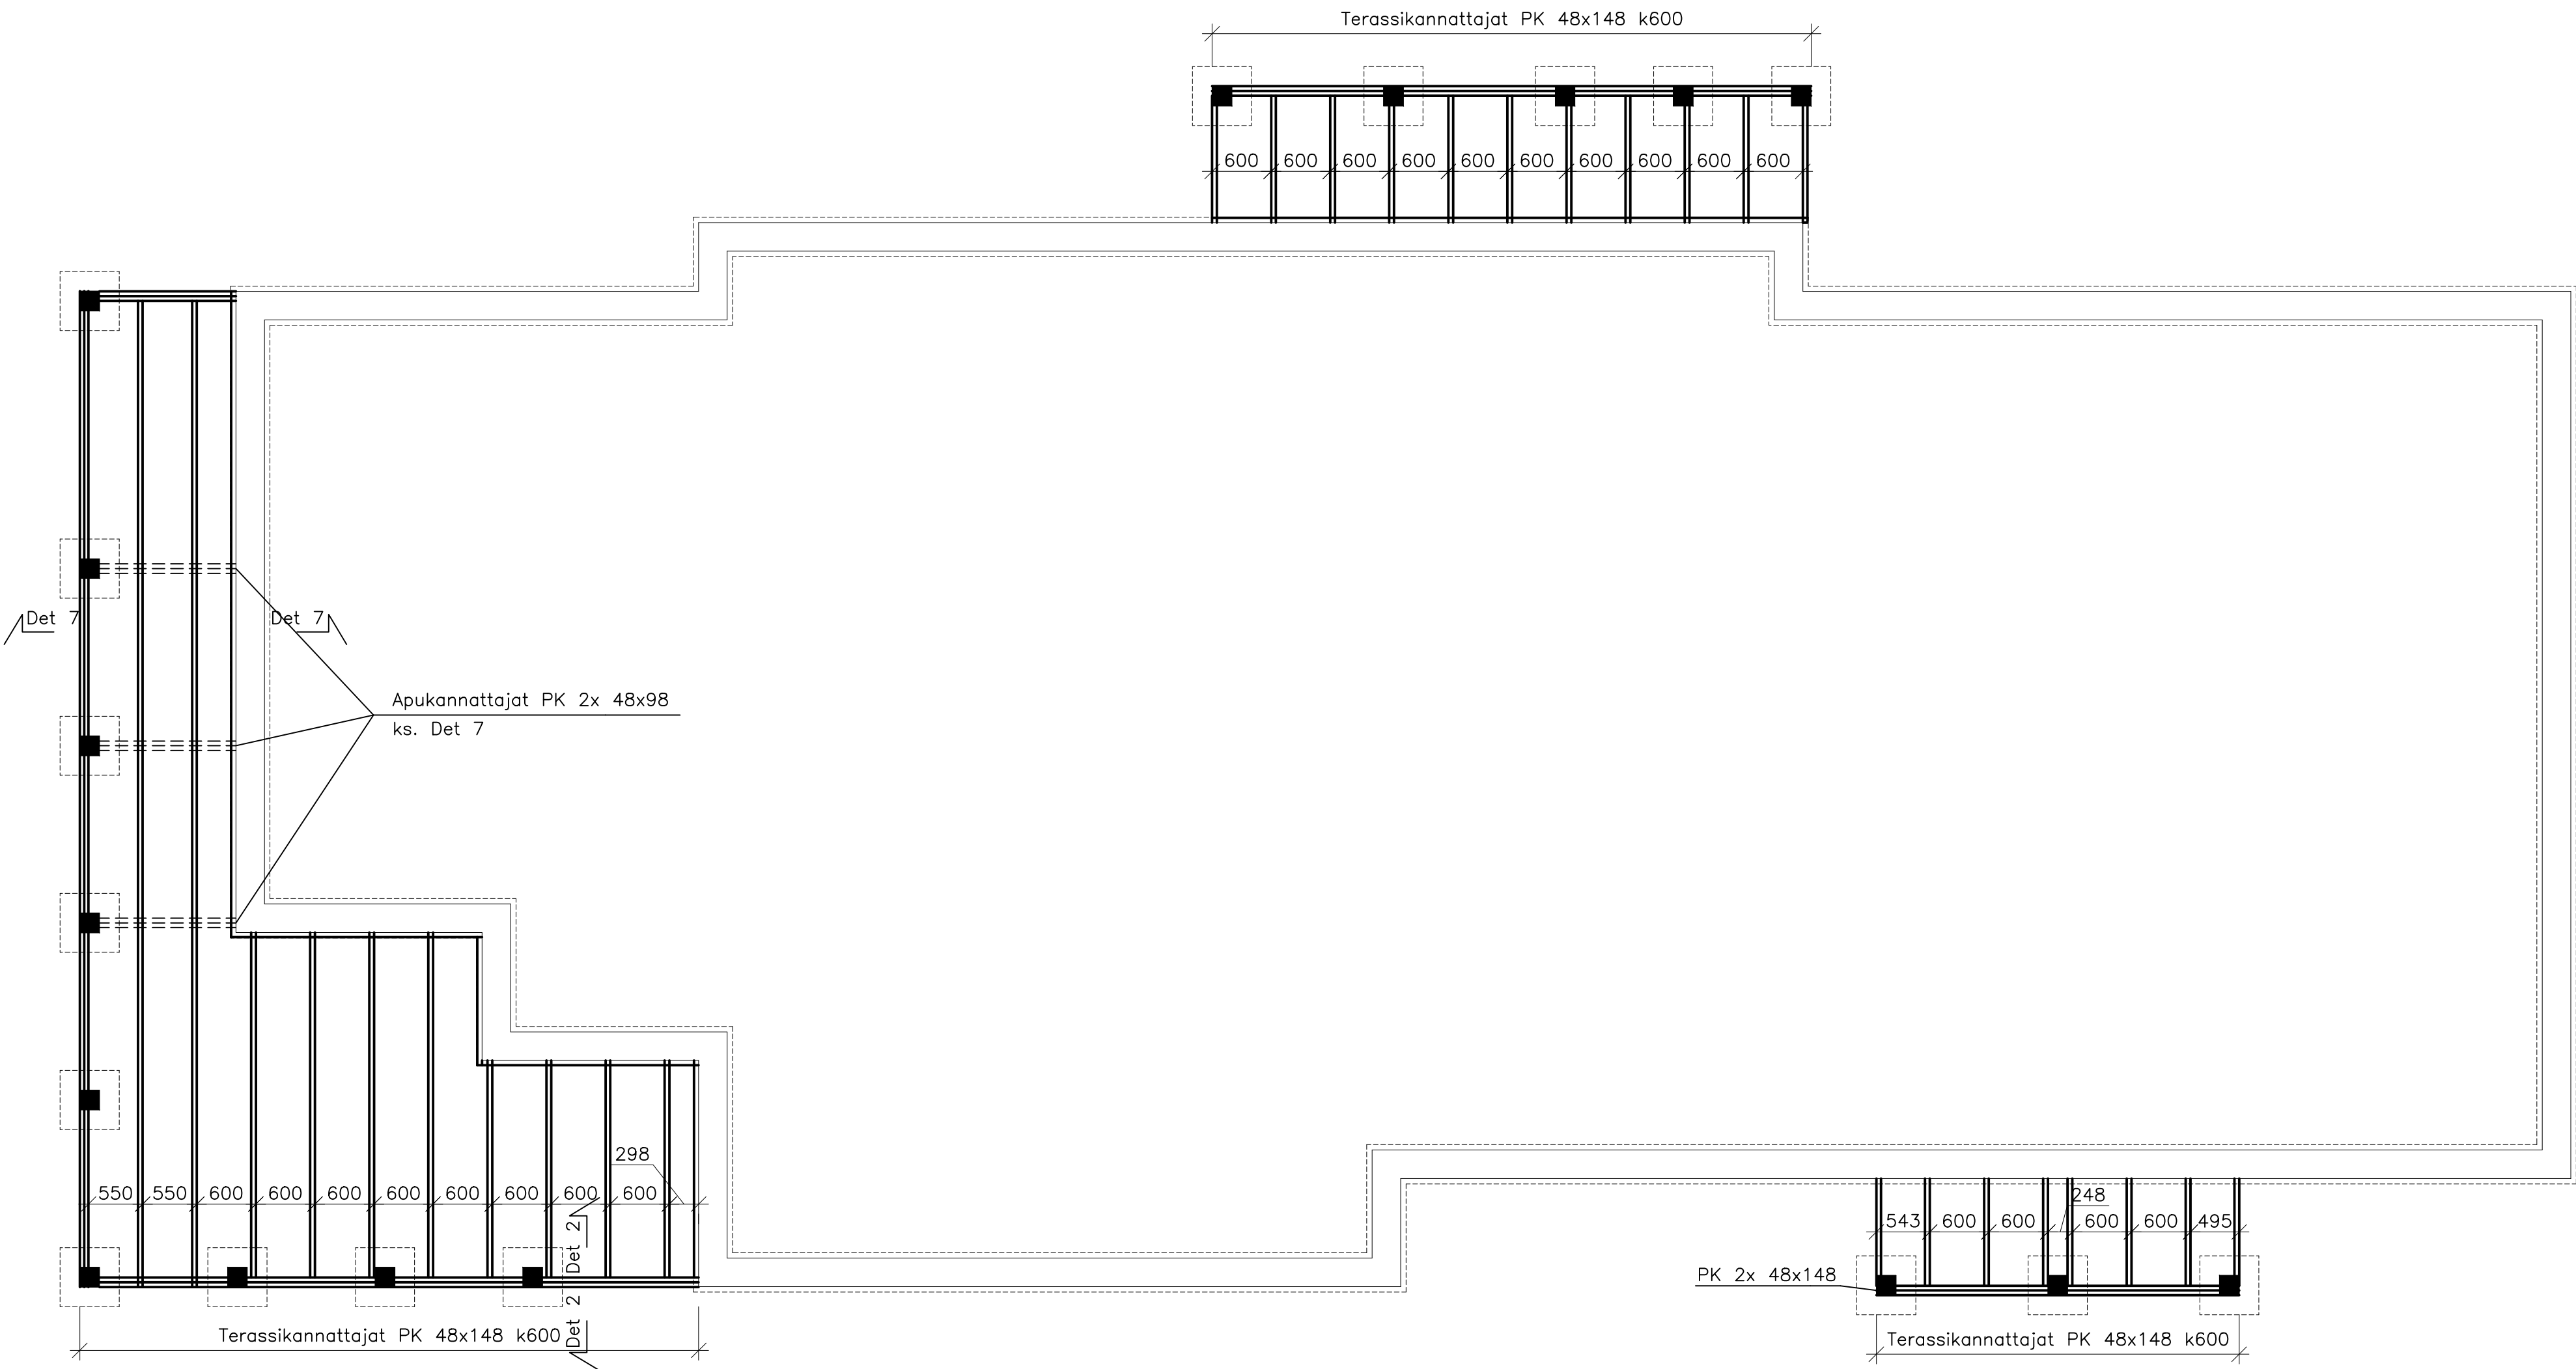 Terassikannattajat PK 48x148 k600
600 600 600 600 600 600 600 600 600 600
Det 7
Det 7
Apukannattajat PK 2x 48x98
ks. Det 7
298
550 550 600 600 600 600 600 600 600 600
Det 2
Det 2
Terassikannattajat PK 48x148 k600
248
543 600 600 600 600 495
PK 2x 48x148
Terassikannattajat PK 48x148 k600